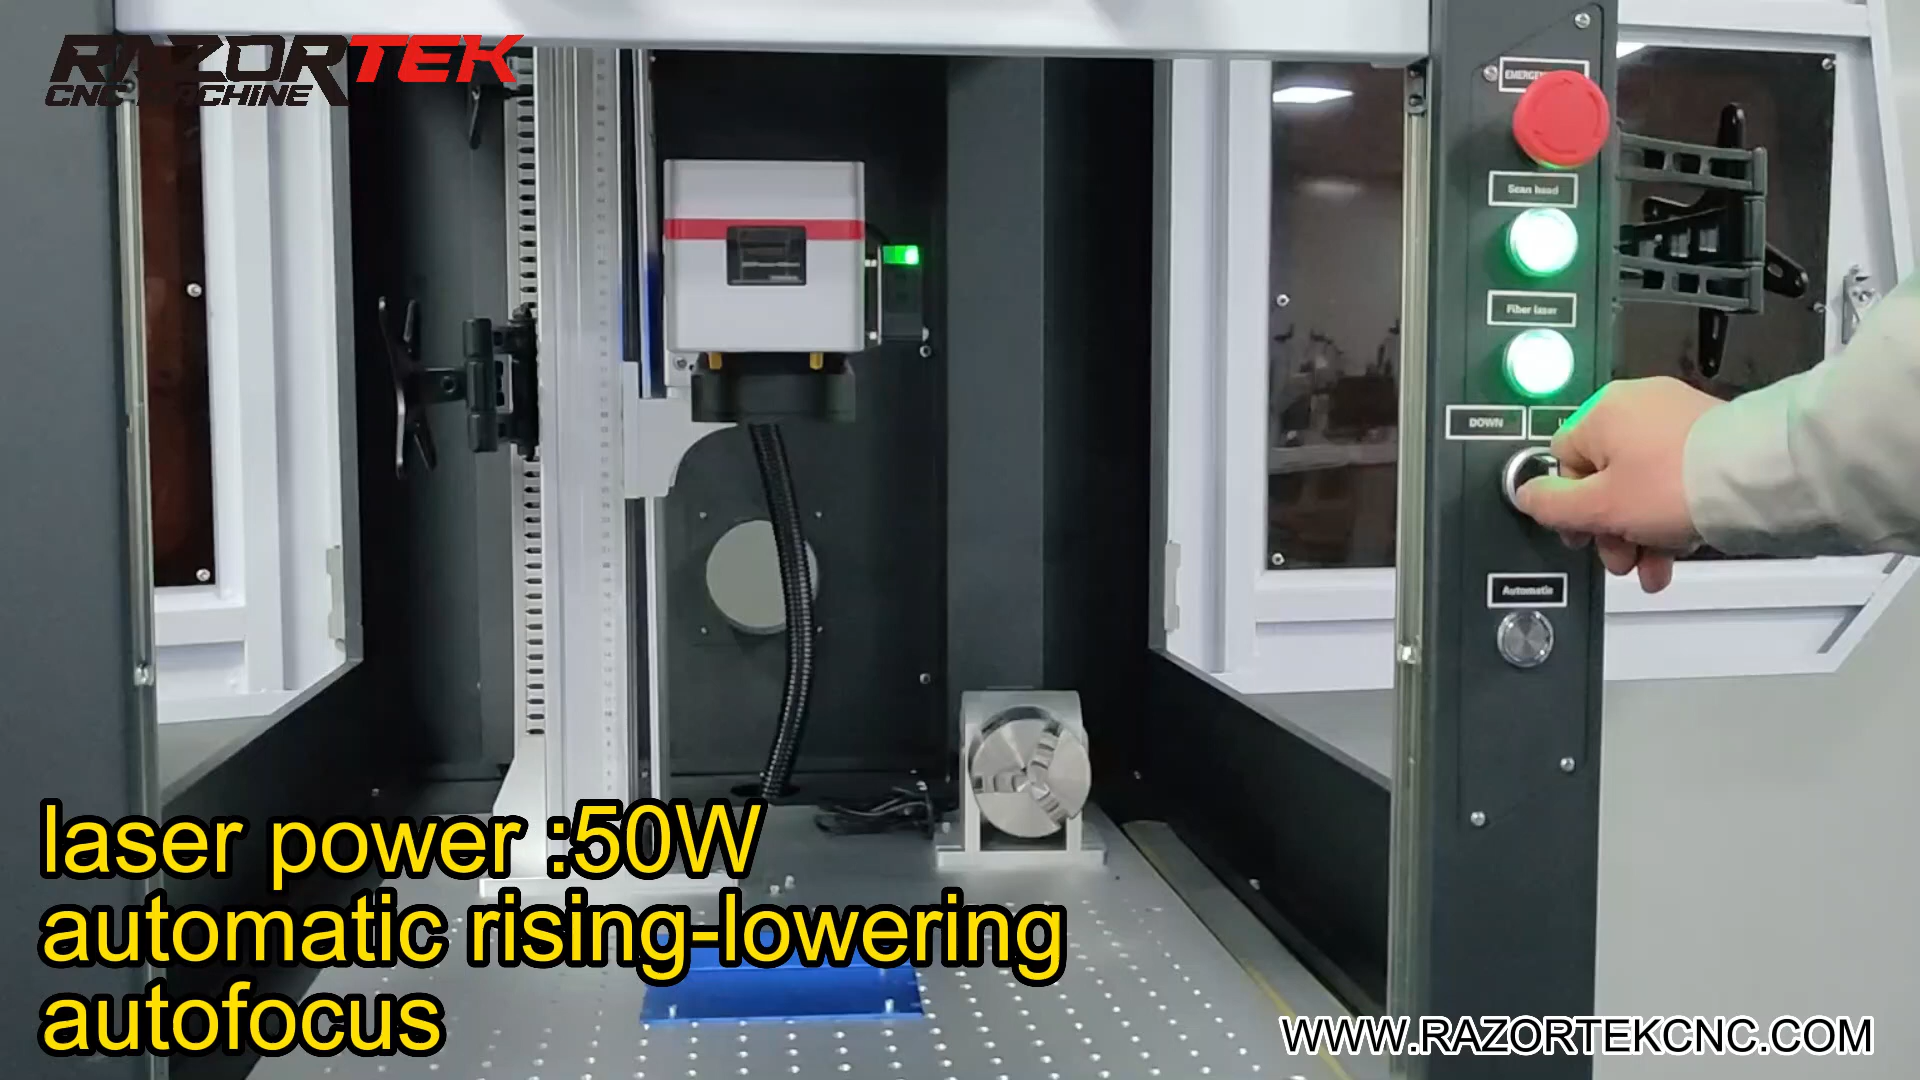 RAZORTEK
CNC MACHINE
Scan head
Fiber laser
DOWN
Automatic
laser power :50W
automatic rising-lowering
autofocus
WWW.RAZORTEKCNC.COM